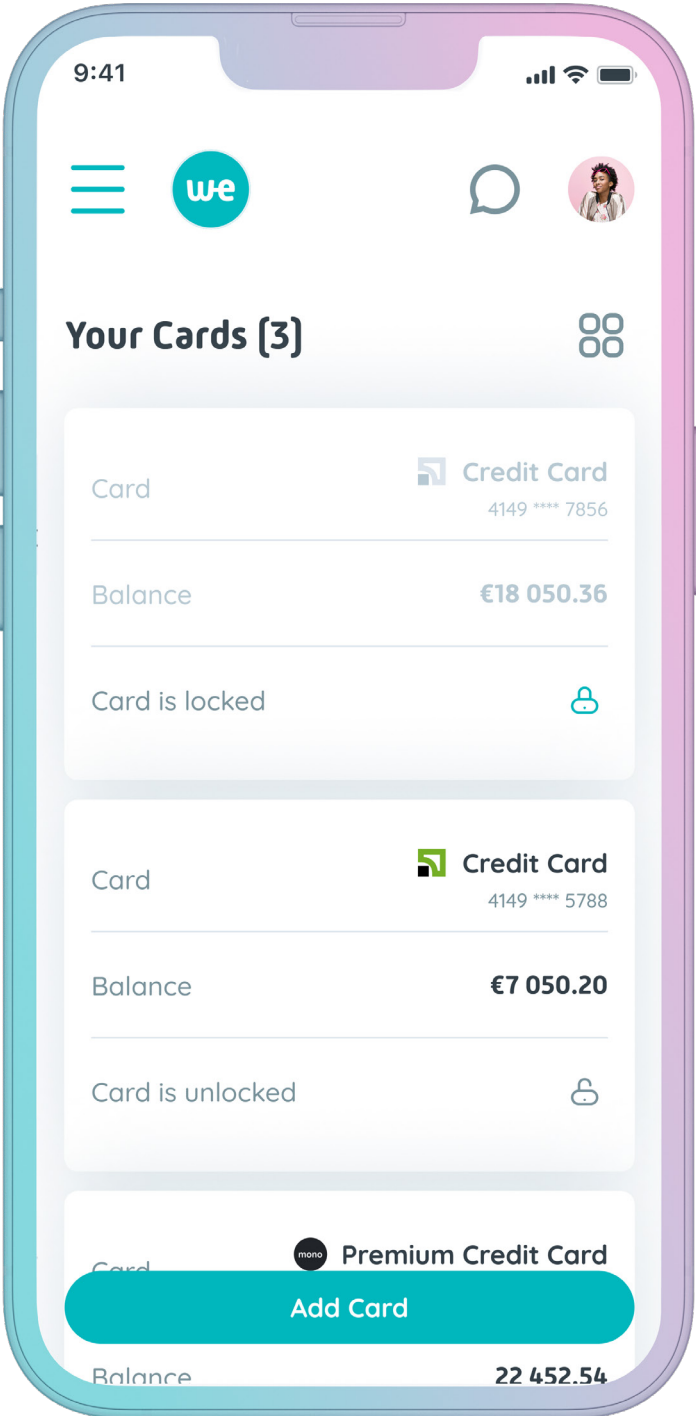 9:41
we
Your Cards (3)
Card
Credit Card
4149 **** 7856
Balance
€18 050.36
Card is locked
Card
Credit Card
4149 **** 5788
Balance
€7 050.20
Card is unlocked
Card
mono
Premium Credit Card
Add Card
Balance
22 452.54